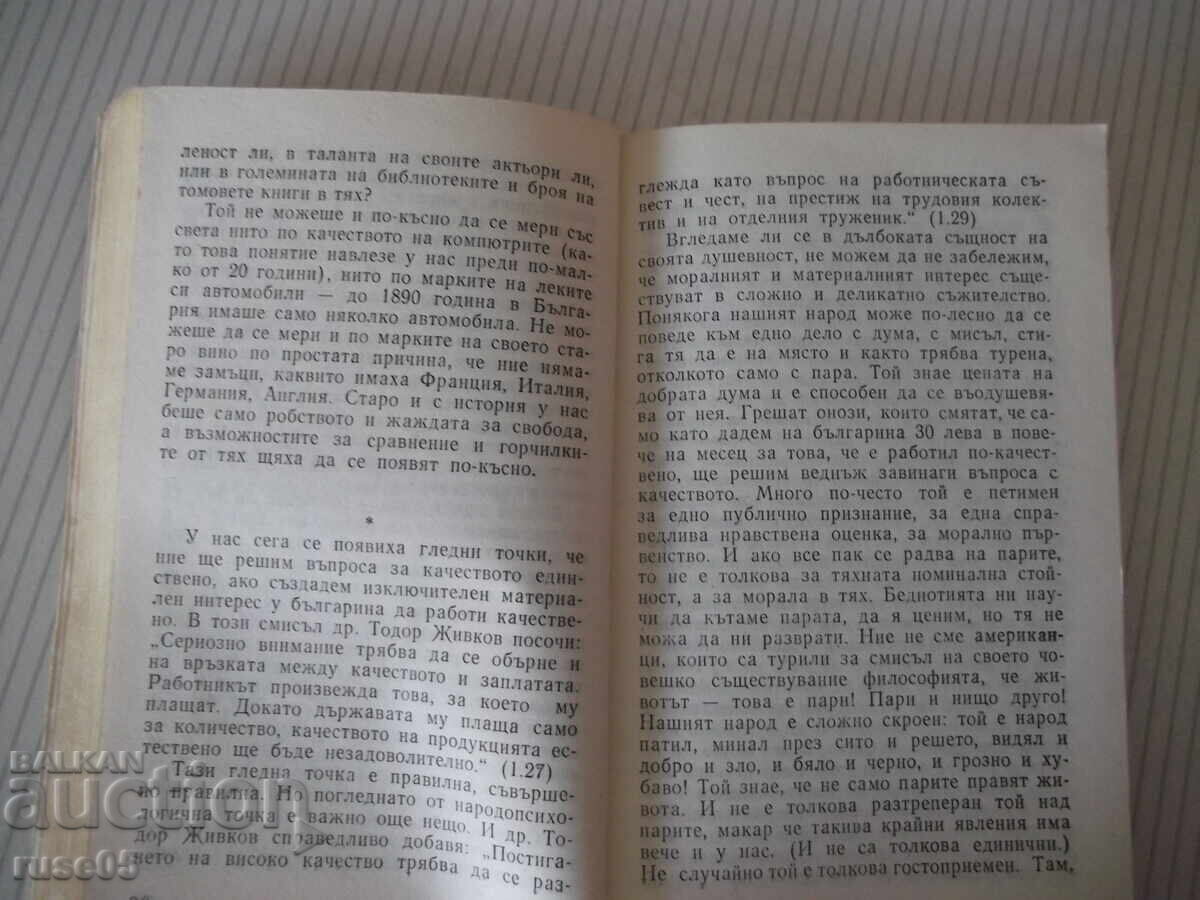 леност ли, в таланта на своите актьори ли,
или в големината на библиотеките и броя на
томовете книги в тях?
Той не можеше и по-късно да се мери със
света нито по качеството на компютрите (ка-
то това понятие навлезе у нас преди по-мал-
ко от 20 години), нито по марките на леките
си автомобили — до 1890 година в Бълга-
рия имаше само няколко автомобила. Не мо-
жеше да се мери и по марките на своето ста-
ро вино по простата причина, че ние няма-
ме замъци, каквито имаха Франция, Италия,
Германия, Англия. Старо и с история у нас
беше само робството и жаждата за свобода,
а възможностите за сравнение и горчилки-
те от тях щяха да се появят по-късно.
*
У нас сега се появиха гледни точки, че
ние ще решим въпроса за качеството един-
ствено, ако създадем изключителен материа-
лен интерес у българина да работи качестве-
но. В този смисъл др. Тодор Живков посочи:
„Сериозно внимание трябва да се обърне и
на връзката между качеството и заплатата.
Работникът произвежда това, за което му
плащат. Докато държавата му плаща само
за количество, качеството на продукцията ес-
тествено ще бъде незадоволително.“ (1.27)
Тази гледна точка е правилна, съвърше-
но правилна. Но погледнато от народопсихо-
логична точка е важно още нещо. И др. То-
дор Живков справедливо добавя: „Постига-
нето на високо качество трябва да се раз-
глежда като въпрос на работническата съ-
вест и чест, на престиж на трудовия колек-
тив и на отделния труженик.“ (1.29)
Вгледаме ли се в дълбоката същност на
своята душевност, не можем да не забележим,
че моралният и материалният интерес същe-
ствуват в сложно и деликатно съжителство.
Понякога нашият народ може по-лесно да се
поведе към едно дело с дума, с мисъл, сти-
га тя да е на място и както трябва турена,
отколкото само с пара. Той знае цената на
добрата дума и е способен да се въодушевя-
ва от нея. Грешат онози, които смятат, че са-
мо като дадем на българина 30 лева в пове-
че на месец за това, че е работил по-качест-
вено, ще решим веднъж завинаги въпроса с
качеството. Много по-често той е петимен
за едно публично признание, за една спра-
ведлива нравствена оценка, за морално пър-
венство. И ако все пак се радва на парите,
то не е толкова за тяхната номинална стой-
ност, а за морала в тях. Беднотията ни нау-
чи да кътаме парата, да я ценим, но тя не
можа да ни разврати. Ние не сме американ-
ци, които са турили за смисъл на своето чо-
вешко съществуване философията, че жи-
вотът — това е пари! Пари и нищо друго!
Нашият народ е сложно скроен: той е народ
патил, минал през сито и решето, видял и
добро и зло, и бяло и черно, и грозно и ху-
баво! Той знае, че не само парите правят жи-
вота. И не е толкова разтреперан той над
парите, макар че такива крайни явления има
вече и у нас. (И не са толкова единични.)
Не случайно той е толкова гостоприемен. Там,
BALKAN
auction
ruse05